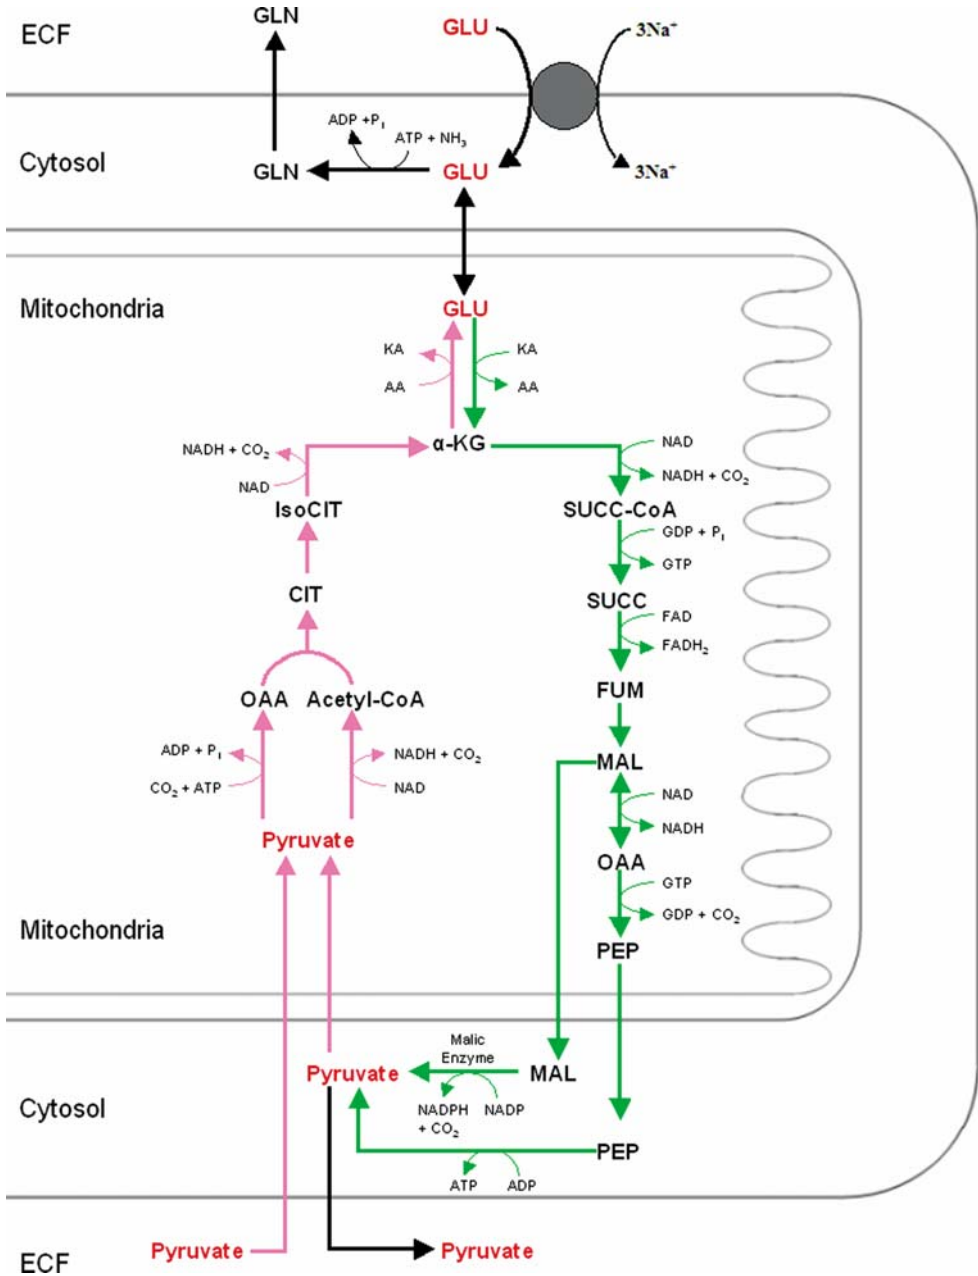 GLN
ECF
GLU
3Na⁺
ADP +P₁
ATP + NH₃
Cytosol
GLN
GLU
3Na⁺
Mitochondria
GLU
KA
KA
AA
AA
α-KG
NADH + CO₂
NAD
NAD
NADH + CO₂
IsoCIT
SUCC-CoA
GDP + P₁
GTP
CIT
SUCC
FAD
FADH₂
OAA
Acetyl-CoA
FUM
ADP + P₁
NADH + CO₂
MAL
CO₂ + ATP
NAD
NAD
NADH
Pyruvate
OAA
GTP
GDP + CO₂
Mitochondria
PEP
Malic
Enzyme
Pyruvate
MAL
Cytosol
NADPH
+ CO₂
NADP
PEP
ATP
ADP
Pyruvate
Pyruvate
ECF